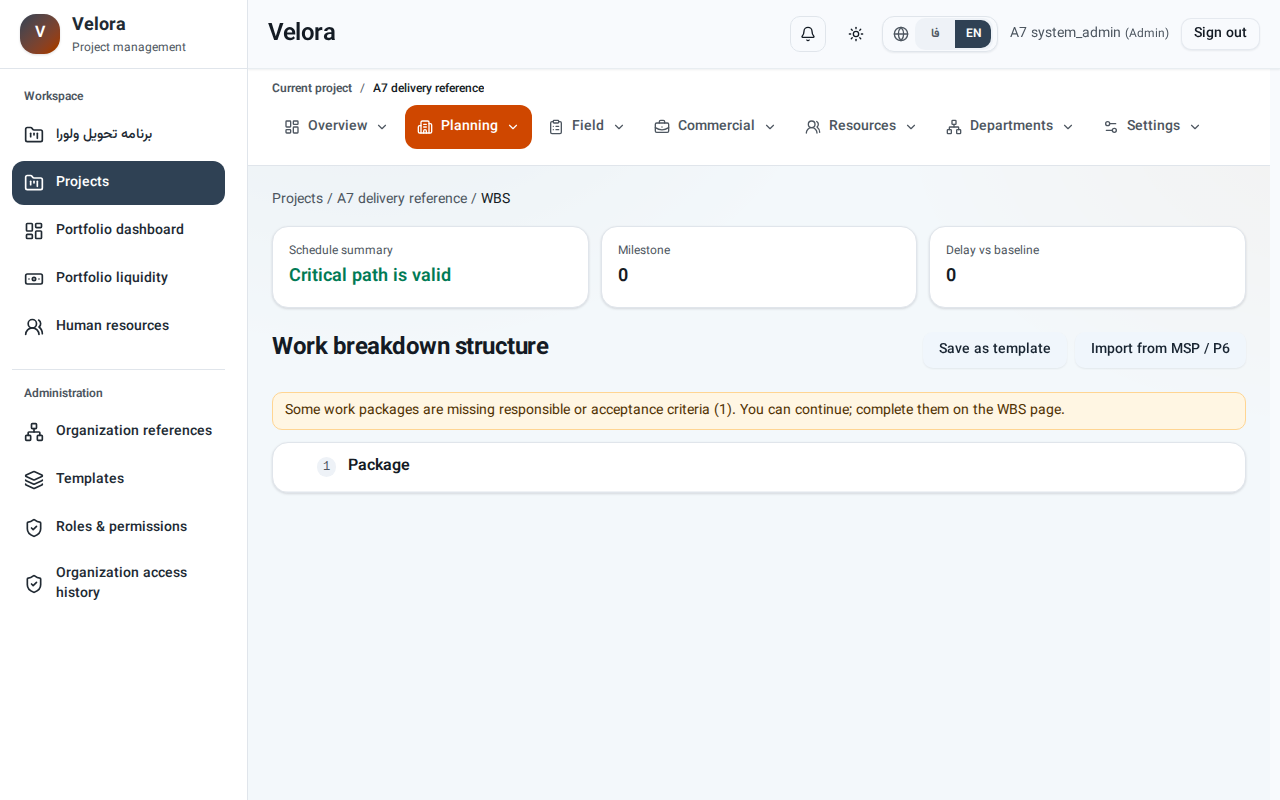 V
Velora
Project management
Velora
فا
EN
A7 system_admin (Admin)
Sign out
Workspace
برنامه تحویل ولورا
Projects
Portfolio dashboard
Portfolio liquidity
Human resources
Administration
Organization references
Templates
Roles & permissions
Organization access
history
Current project / A7 delivery reference
Overview
Planning
Field
Commercial
Resources
Departments
Settings
Projects / A7 delivery reference / WBS
Schedule summary
Critical path is valid
Milestone
0
Delay vs baseline
0
Work breakdown structure
Save as template
Import from MSP / P6
Some work packages are missing responsible or acceptance criteria (1). You can continue; complete them on the WBS page.
1 Package